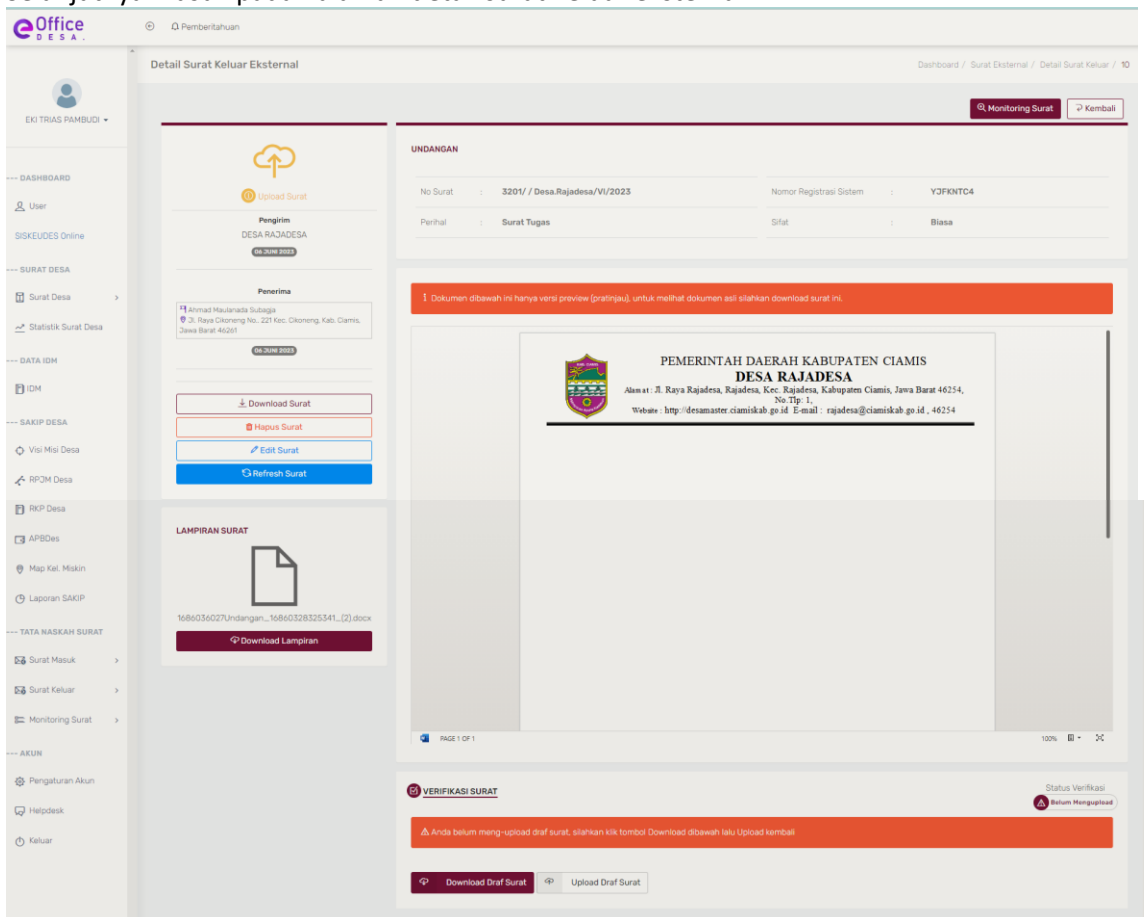 eOffice
DESA.
Pemberitahuan
EKI TRIAS PAMBUDI
--- DASHBOARD
User
SISKEUDES Online
--- SURAT DESA
Surat Desa
Statistik Surat Desa
--- DATA IDM
IDM
--- SAKIP DESA
Visi Misi Desa
RPJM Desa
RKP Desa
APBDes
Map Kel. Miskin
Laporan SAKIP
--- TATA NASKAH SURAT
Surat Masuk
Surat Keluar
Monitoring Surat
--- AKUN
Pengaturan Akun
Helpdesk
Keluar
Detail Surat Keluar Eksternal
Dashboard / Surat Eksternal / Detail Surat Keluar / 10
Monitoring Surat
Kembali
Upload Surat
Pengirim
DESA RAJADESA
06 JUNI 2023
Penerima
Ahmad Maulanada Subagja
Jl. Raya Cikoneng No.. 221 Kec. Cikoneng, Kab. Ciamis,
Jawa Barat 46261
06 JUNI 2023
Download Surat
Hapus Surat
Edit Surat
Refresh Surat
LAMPIRAN SURAT
1686036027Undangan_16860328325341_(2).docx
Download Lampiran
UNDANGAN
No Surat : 3201/ / Desa.Rajadesa/VI/2023
Nomor Registrasi Sistem : YJFKNTC4
Perihal : Surat Tugas
Sifat : Biasa
Dokumen dibawah ini hanya versi preview (pratinjau), untuk melihat dokumen asli silahkan download surat ini.
PEMERINTAH DAERAH KABUPATEN CIAMIS
DESA RAJADESA
Alamat : Jl. Raya Rajadesa, Rajadesa, Kec. Rajadesa, Kabupaten Ciamis, Jawa Barat 46254,
No.Tlp: 1,
Website : http://desamaster.ciamiskab.go.id E-mail : rajadesa@ciamiskab.go.id , 46254
PAGE 1 OF 1
100%
VERIFIKASI SURAT
Status Verifikasi
Belum Mengupload
Anda belum meng-upload draf surat, silahkan klik tombol Download dibawah lalu Upload kembali
Download Draf Surat
Upload Draf Surat